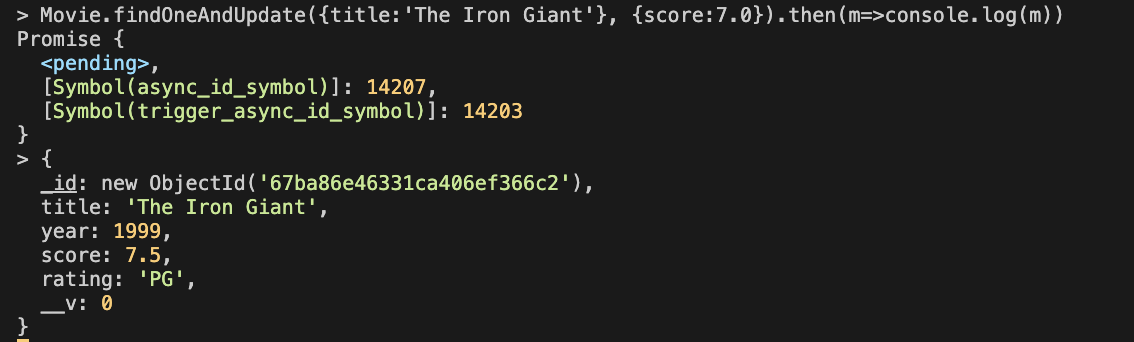 > Movie.findOneAndUpdate({title:'The Iron Giant'}, {score:7.0}).then(m=>console.log(m))
Promise {
  <pending>,
  [Symbol(async_id_symbol)]: 14207,
  [Symbol(trigger_async_id_symbol)]: 14203
}
> {
  _id: new ObjectId('67ba86e46331ca406ef366c2'),
  title: 'The Iron Giant',
  year: 1999,
  score: 7.5,
  rating: 'PG',
  __v: 0
}